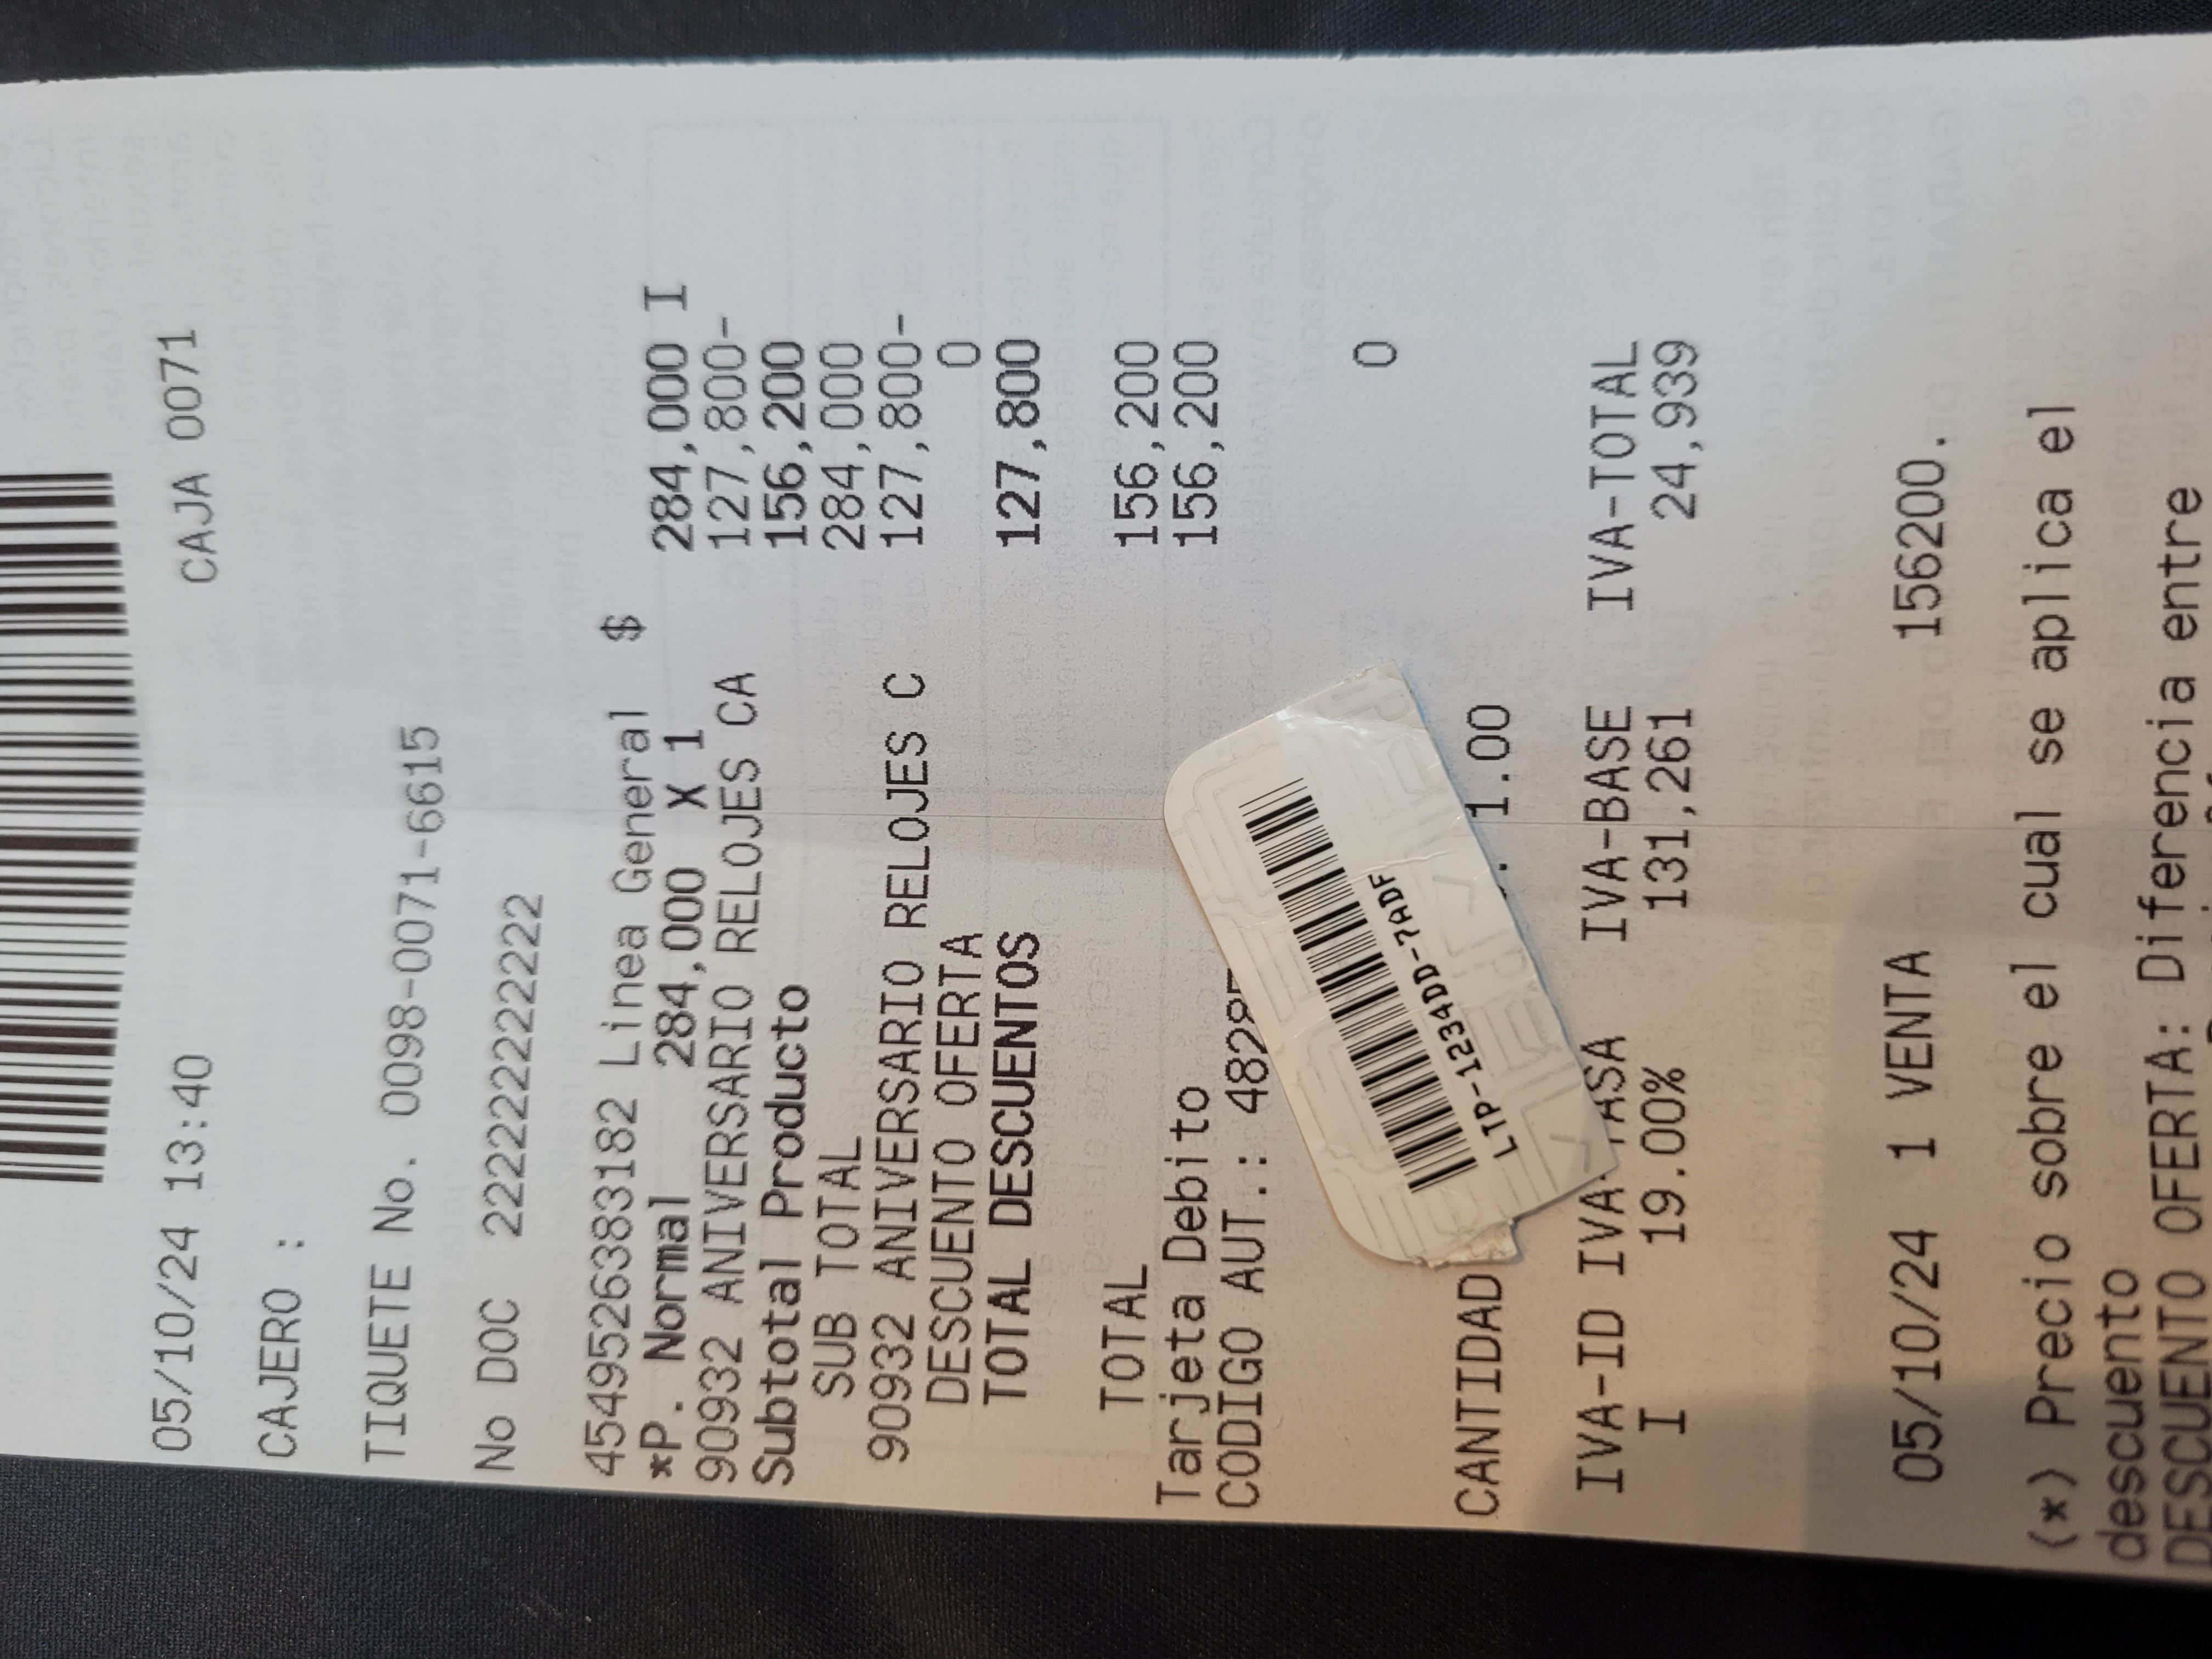 05/10/24 13:40 CAJA 0071
CAJERO :
TIQUETE No. 0098-0071-6615
No DOC 222222222222
4549526383182 Linea General $ 284,000 I
*P. Normal 284,000 X 1 127,800-
90932 ANIVERSARIO RELOJES CA 156,200
Subtotal Producto 284,000
SUB TOTAL 127,800-
90932 ANIVERSARIO RELOJES C 0
DESCUENTO OFERTA
TOTAL DESCUENTOS 127,800
TOTAL 156,200
Tarjeta Debito 156,200
CODIGO AUT.: 4828
0
CANTIDAD 1.00
LTP-1234DD-7ADF
IVA-ID IVA-TASA IVA-BASE IVA-TOTAL
I 19.00% 131,261 24,939
05/10/24 1 VENTA 156200.
(*) Precio sobre el cual se aplica el
descuento
DESCUENTO OFERTA: Diferencia entre